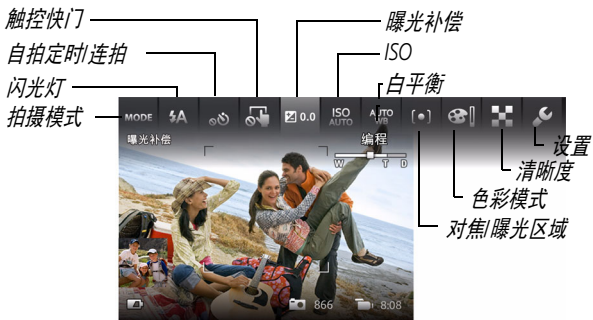 触控快门
自拍定时/连拍
闪光灯
拍摄模式
曝光补偿
ISO
白平衡
MODE
A
0.0
ISO
AUTO
AUTO
WB
曝光补偿
编程
W T D
设置
清晰度
色彩模式
对焦/曝光区域
866
8:08